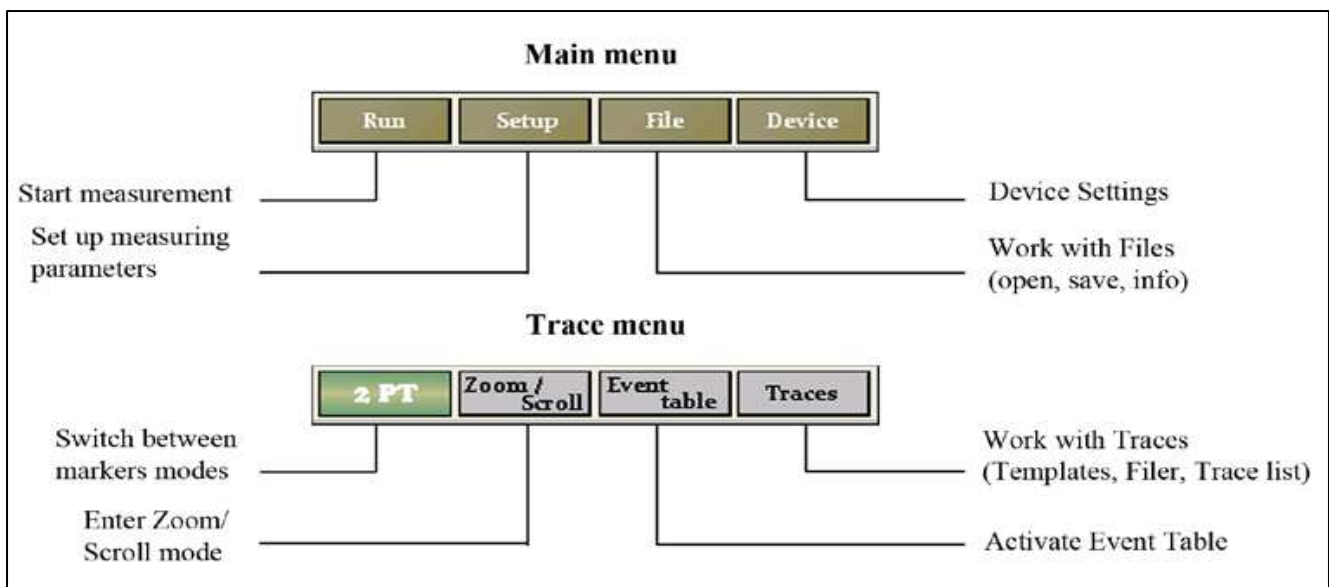 Main menu
Run Setup File Device
Start measurement
Set up measuring
parameters
Device Settings
Work with Files
(open, save, info)
Trace menu
2 PT Zoom / Scroll Event table Traces
Switch between
markers modes
Enter Zoom/
Scroll mode
Work with Traces
(Templates, Filer, Trace list)
Activate Event Table